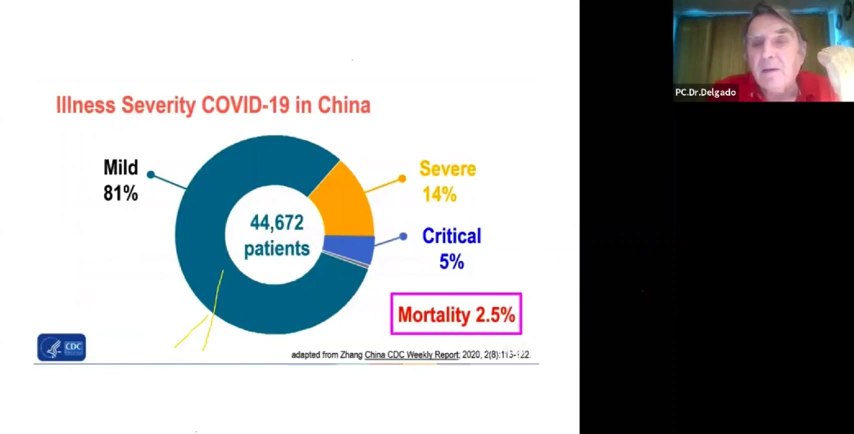 PC.Dr.Delgado
Illness Severity COVID-19 in China
Mild
81%
Severe
14%
44,672
patients
Critical
5%
Mortality 2.5%
CDC
adapted from Zhang China CDC Weekly Report; 2020, 2(8):113-122.